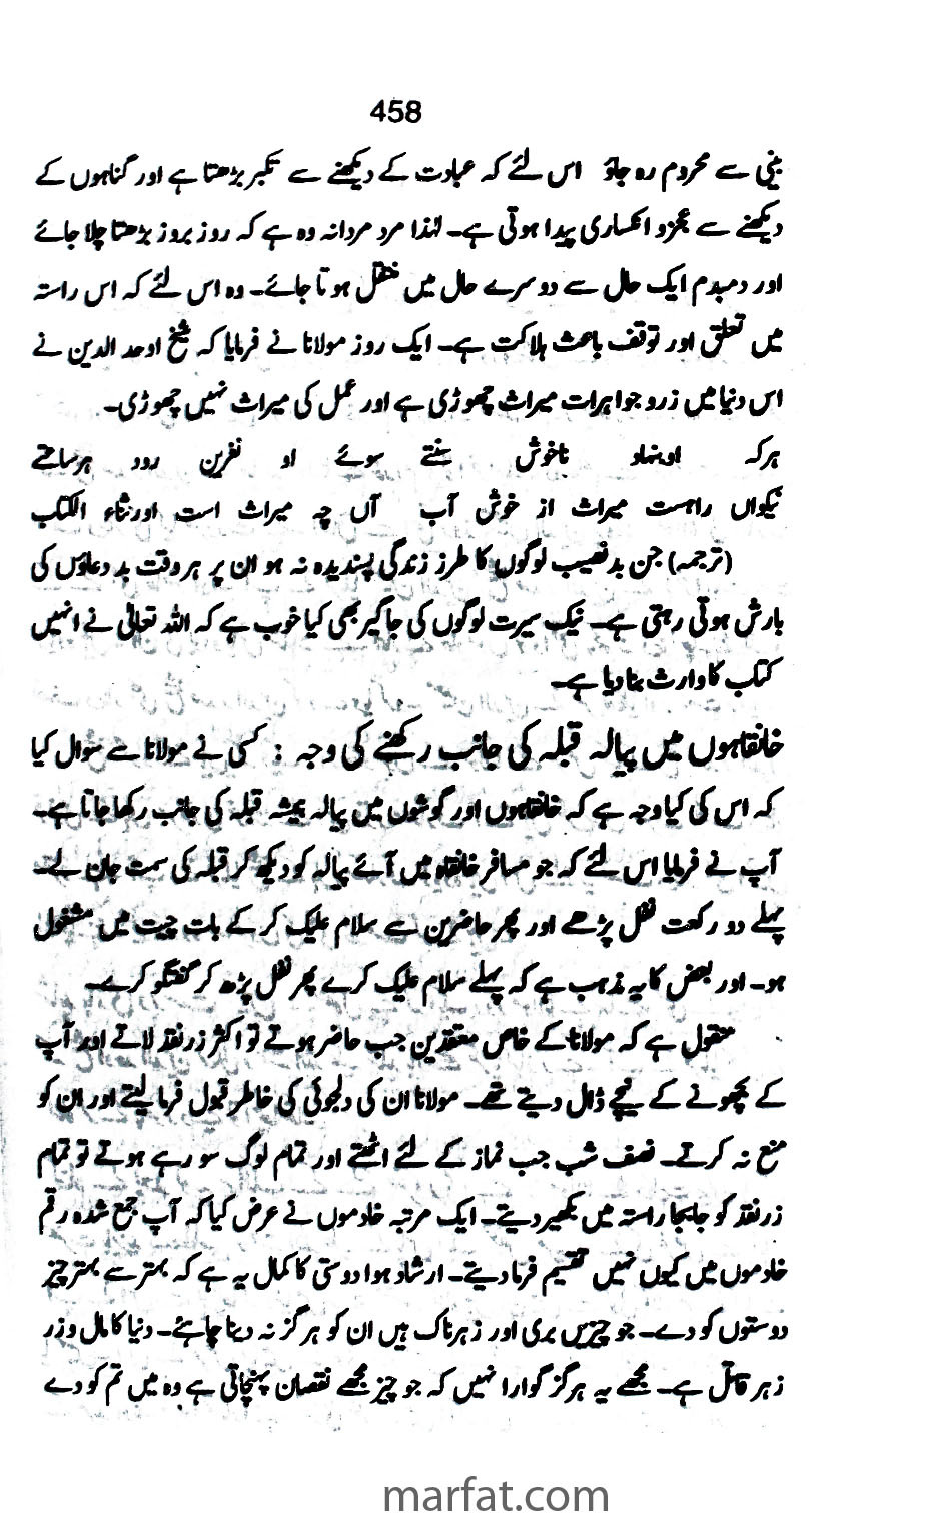 458
بینی سے محروم رہ جاؤ اس لئے کہ عبادت کے دیکھنے سے تکبر بڑھتا ہے اور گناہوں کے
دیکھنے سے عجزو انکساری پیدا ہوتی ہے۔ لہٰذا مرد مردانہ وہ ہے کہ روز بروز بڑھتا چلا جائے
اور دمبدم ایک حال سے دوسرے حال میں منتقل ہوتا جائے۔ وہ اس لئے کہ اس راستہ
میں تعلق اور توقف باعث ہلاکت ہے۔ ایک روز مولانا نے فرمایا کہ شیخ اوحد الدین نے
اس دنیا میں زرو جواہرات میراث چھوڑی ہے اور عمل کی میراث نہیں چھوڑی۔
ہرکہ اوبنہاد ناخوش سنتے سوئے او نفرین رود ہرساعتے
نیکواں راہست میراث از خوش آب آں چہ میراث است اورثناء الکتٰب
(ترجمہ) جن بدنصیب لوگوں کا طرز زندگی پسندیدہ نہ ہو ان پر ہر وقت بد دعاؤں کی
بارش ہوتی رہتی ہے۔ نیک سیرت لوگوں کی جاگیر بھی کیا خوب ہے کہ اللہ تعالیٰ نے انہیں
کتاب کا وارث بنا دیا ہے۔
خانقاہوں میں پیالہ قبلہ کی جانب رکھنے کی وجہ : کسی نے مولانا سے سوال کیا
کہ اس کی کیا وجہ ہے کہ خانقاہوں اور گوشوں میں پیالہ ہمیشہ قبلہ کی جانب رکھا جاتا ہے۔
آپ نے فرمایا اس لئے کہ جو مسافر خانقاہ میں آئے پیالہ کو دیکھ کر قبلہ کی سمت جان لے۔
پہلے دو رکعت نفل پڑھے اور پھر حاضرین سے سلام علیک کر کے بات چیت میں مشغول
ہو۔ اور بعض کا یہ مذہب ہے کہ پہلے سلام علیک کرے پھر نفل پڑھ کر گفتگو کرے۔
منقول ہے کہ مولانا کے خاص معتقدین جب حاضر ہوتے تو اکثر زر نقد لاتے اور آپ
کے بچھونے کے نیچے ڈال دیتے تھے۔ مولانا ان کی دلجوئی کی خاطر قبول فرما لیتے اور ان کو
منع نہ کرتے۔ نصف شب جب نماز کے لئے اٹھتے اور تمام لوگ سو رہے ہوتے تو تمام
زر نقد کو جابجا راستہ میں بکھیر دیتے۔ ایک مرتبہ خادموں نے عرض کیا کہ آپ جمع شدہ رقم
خادموں میں کیوں نہیں تقسیم فرما دیتے۔ ارشاد ہوا دوستی کا کمال یہ ہے کہ بہتر سے بہتر چیز
دوستوں کو دے۔ جو چیزیں بری اور زہرناک ہیں ان کو ہرگز نہ دینا چاہئے۔ دنیا کا مال و زر
زہر قاتل ہے۔ مجھے یہ ہرگز گوارا نہیں کہ جو چیز مجھے نقصان پہنچاتی ہے وہ میں تم کو دے
marfat.com